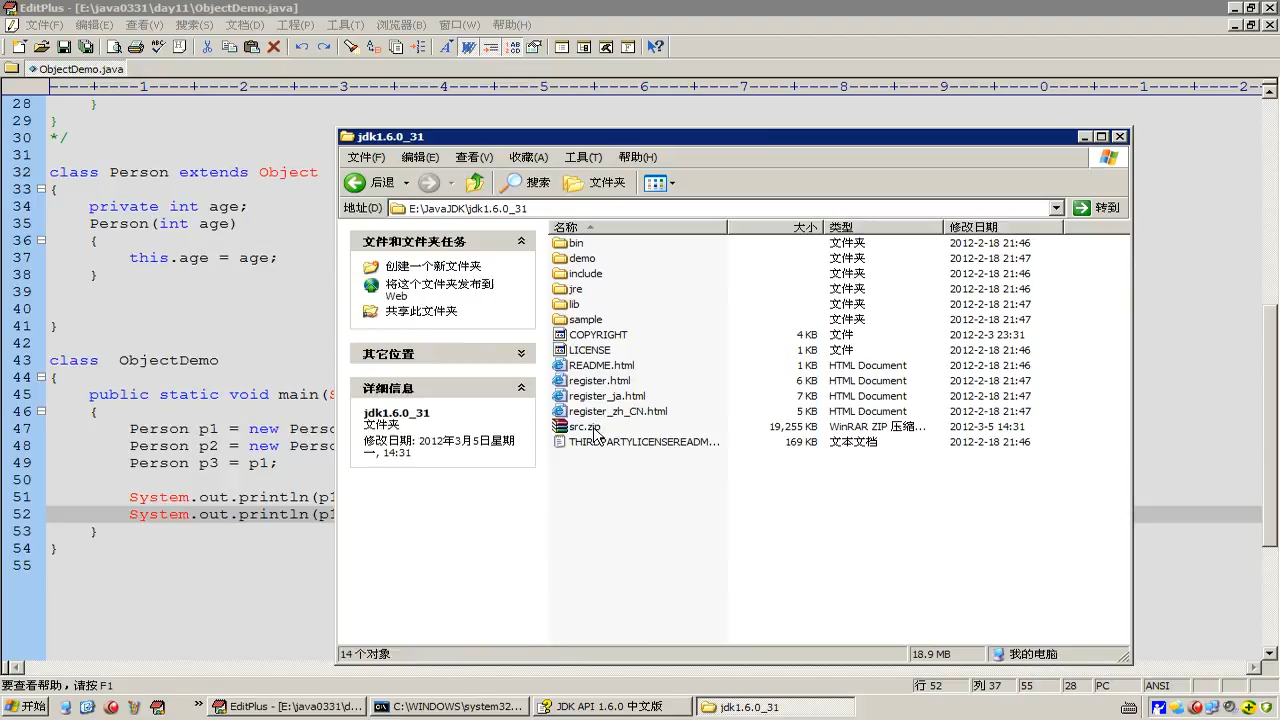 EditPlus - [E:\java0331\day11\ObjectDemo.java]
文件(F) 编辑(E) 查看(V) 搜索(S) 文档(D) 工程(P) 工具(T) 浏览器(B) 窗口(W) 帮助(H)
ObjectDemo.java
----+----1----+----2----+----3----+----4----+----5----+----6----+----7----+----8----+----9----+----0----+----1----+----2--
28 }
29 }
30 */
31
32 class Person extends Object
33 {
34 private int age;
35 Person(int age)
36 {
37 this.age = age;
38 }
39
40
41 }
42
43 class ObjectDemo
44 {
45 public static void main(
46 {
47 Person p1 = new Perso
48 Person p2 = new Perso
49 Person p3 = p1;
50
51 System.out.println(p1
52 System.out.println(p1
53 }
54 }
55
jdk1.6.0_31
文件(F) 编辑(E) 查看(V) 收藏(A) 工具(T) 帮助(H)
后退 搜索 文件夹
地址(D) E:\JavaJDK\jdk1.6.0_31 转到
文件和文件夹任务
创建一个新文件夹
将这个文件夹发布到
Web
共享此文件夹
其它位置
详细信息
jdk1.6.0_31
文件夹
修改日期: 2012年3月5日星期
一, 14:31
名称 大小 类型 修改日期
bin 文件夹 2012-2-18 21:46
demo 文件夹 2012-2-18 21:47
include 文件夹 2012-2-18 21:46
jre 文件夹 2012-2-18 21:47
lib 文件夹 2012-2-18 21:47
sample 文件夹 2012-2-18 21:46
COPYRIGHT 4 KB 文件 2012-2-3 23:31
LICENSE 1 KB 文件 2012-2-18 21:46
README.html 1 KB HTML Document 2012-2-18 21:46
register.html 6 KB HTML Document 2012-2-18 21:47
register_ja.html 7 KB HTML Document 2012-2-18 21:47
register_zh_CN.html 5 KB HTML Document 2012-2-18 21:47
src.zip 19,255 KB WinRAR ZIP 压缩... 2012-3-5 14:31
THIRDPARTYLICENSEREADM... 169 KB 文本文档 2012-2-18 21:46
14 个对象 18.9 MB 我的电脑
要查看帮助，请按 F1 行 52 列 37 55 28 PC ANSI
开始 EditPlus - [E:\java0331\d... C:\WINDOWS\system32... JDK API 1.6.0 中文版 jdk1.6.0_31